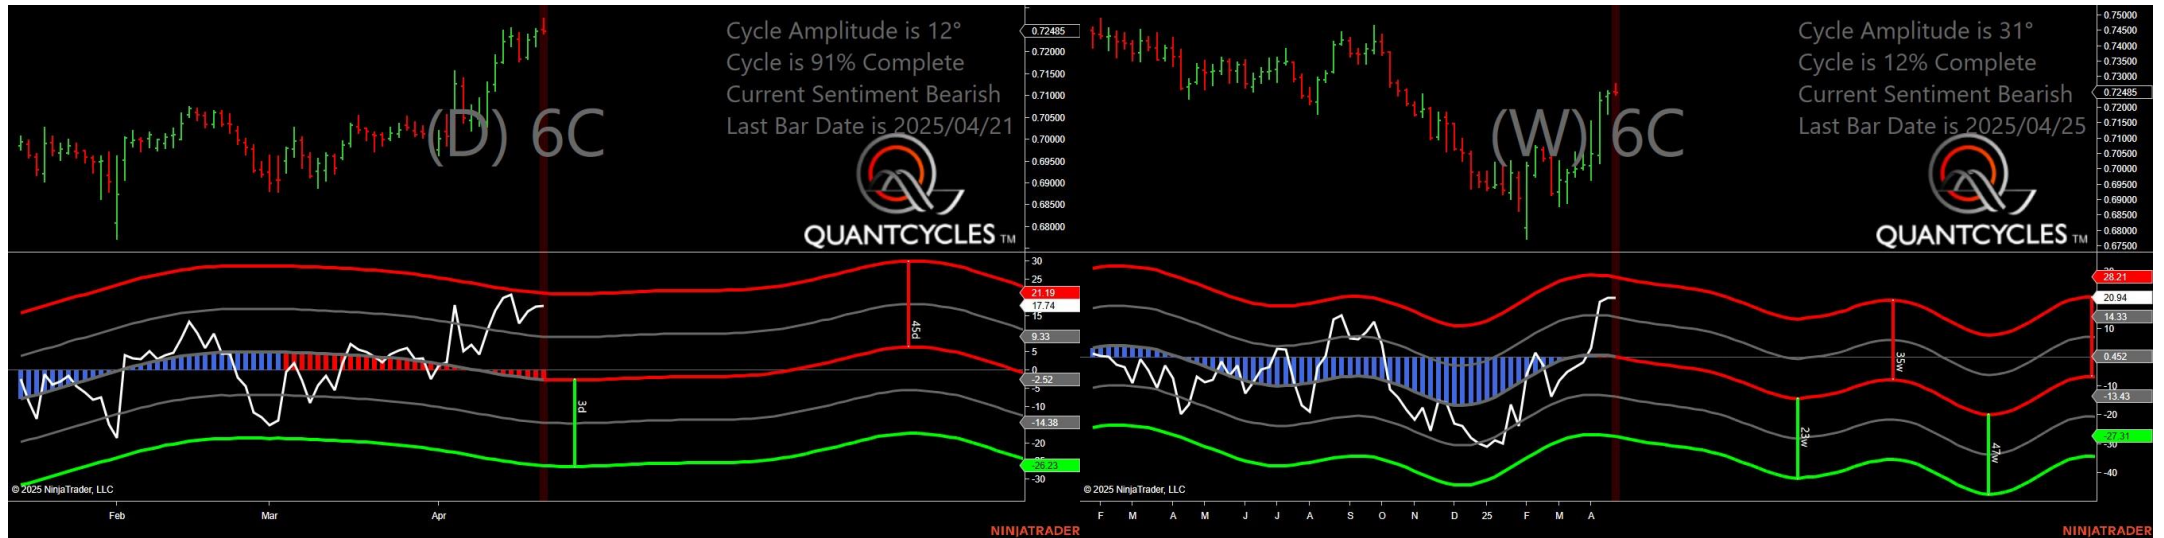 Cycle Amplitude is 12°
Cycle is 91% Complete
Current Sentiment Bearish
Last Bar Date is 2025/04/21
(D) 6C
QUANTCYCLES TM
0.72485
0.72000
0.71500
0.71000
0.70500
0.70000
0.69500
0.69000
0.68500
0.68000
30
25
21.19
17.74
15
9.33
5
0
-2.52
-5
-10
-14.38
-20
-26.23
-30
45d
3d
© 2025 NinjaTrader, LLC
Feb Mar Apr
NINJATRADER
Cycle Amplitude is 31°
Cycle is 12% Complete
Current Sentiment Bearish
Last Bar Date is 2025/04/25
(W) 6C
QUANTCYCLES TM
0.75000
0.74500
0.74000
0.73500
0.73000
0.72485
0.72000
0.71500
0.71000
0.70500
0.70000
0.69500
0.69000
0.68500
0.68000
0.67500
28.21
20.94
14.33
10
0.452
-10
-13.43
-20
-27.31
-30
-40
35w
23w
47w
© 2025 NinjaTrader, LLC
F M A M J J A S O N D 25 F M A
NINJATRADER